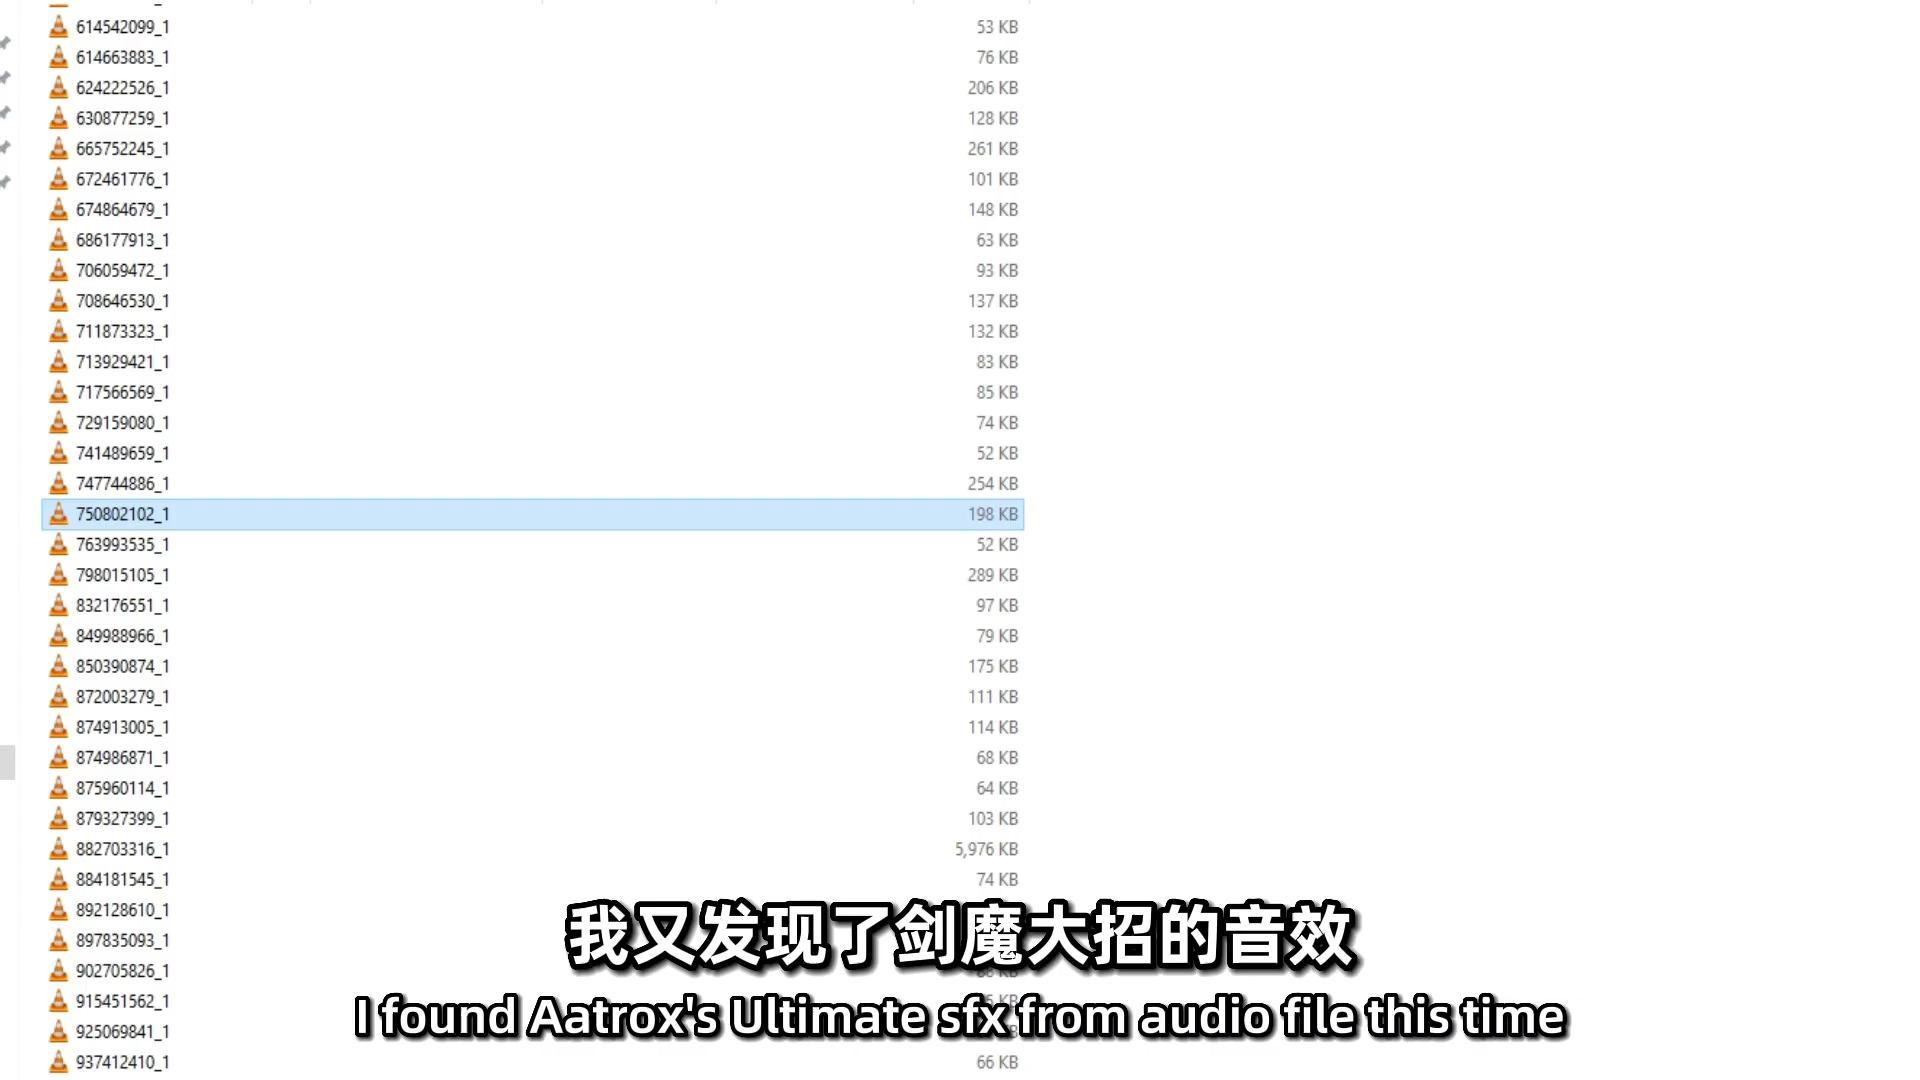 614542099_1 53 KB
614663883_1 76 KB
624222526_1 206 KB
630877259_1 128 KB
665752245_1 261 KB
672461776_1 101 KB
674864679_1 148 KB
686177913_1 63 KB
706059472_1 93 KB
708646530_1 137 KB
711873323_1 132 KB
713929421_1 83 KB
717566569_1 85 KB
729159080_1 74 KB
741489659_1 52 KB
747744886_1 254 KB
750802102_1 198 KB
763993535_1 52 KB
798015105_1 289 KB
832176551_1 97 KB
849988966_1 79 KB
850390874_1 175 KB
872003279_1 111 KB
874913005_1 114 KB
874986871_1 68 KB
875960114_1 64 KB
879327399_1 103 KB
882703316_1 5,976 KB
884181545_1 74 KB
892128610_1
897835093_1
902705826_1 KB
915451562_1 KB
925069841_1
937412410_1 66 KB
我又发现了剑魔大招的音效
I found Aatrox's Ultimate sfx from audio file this time